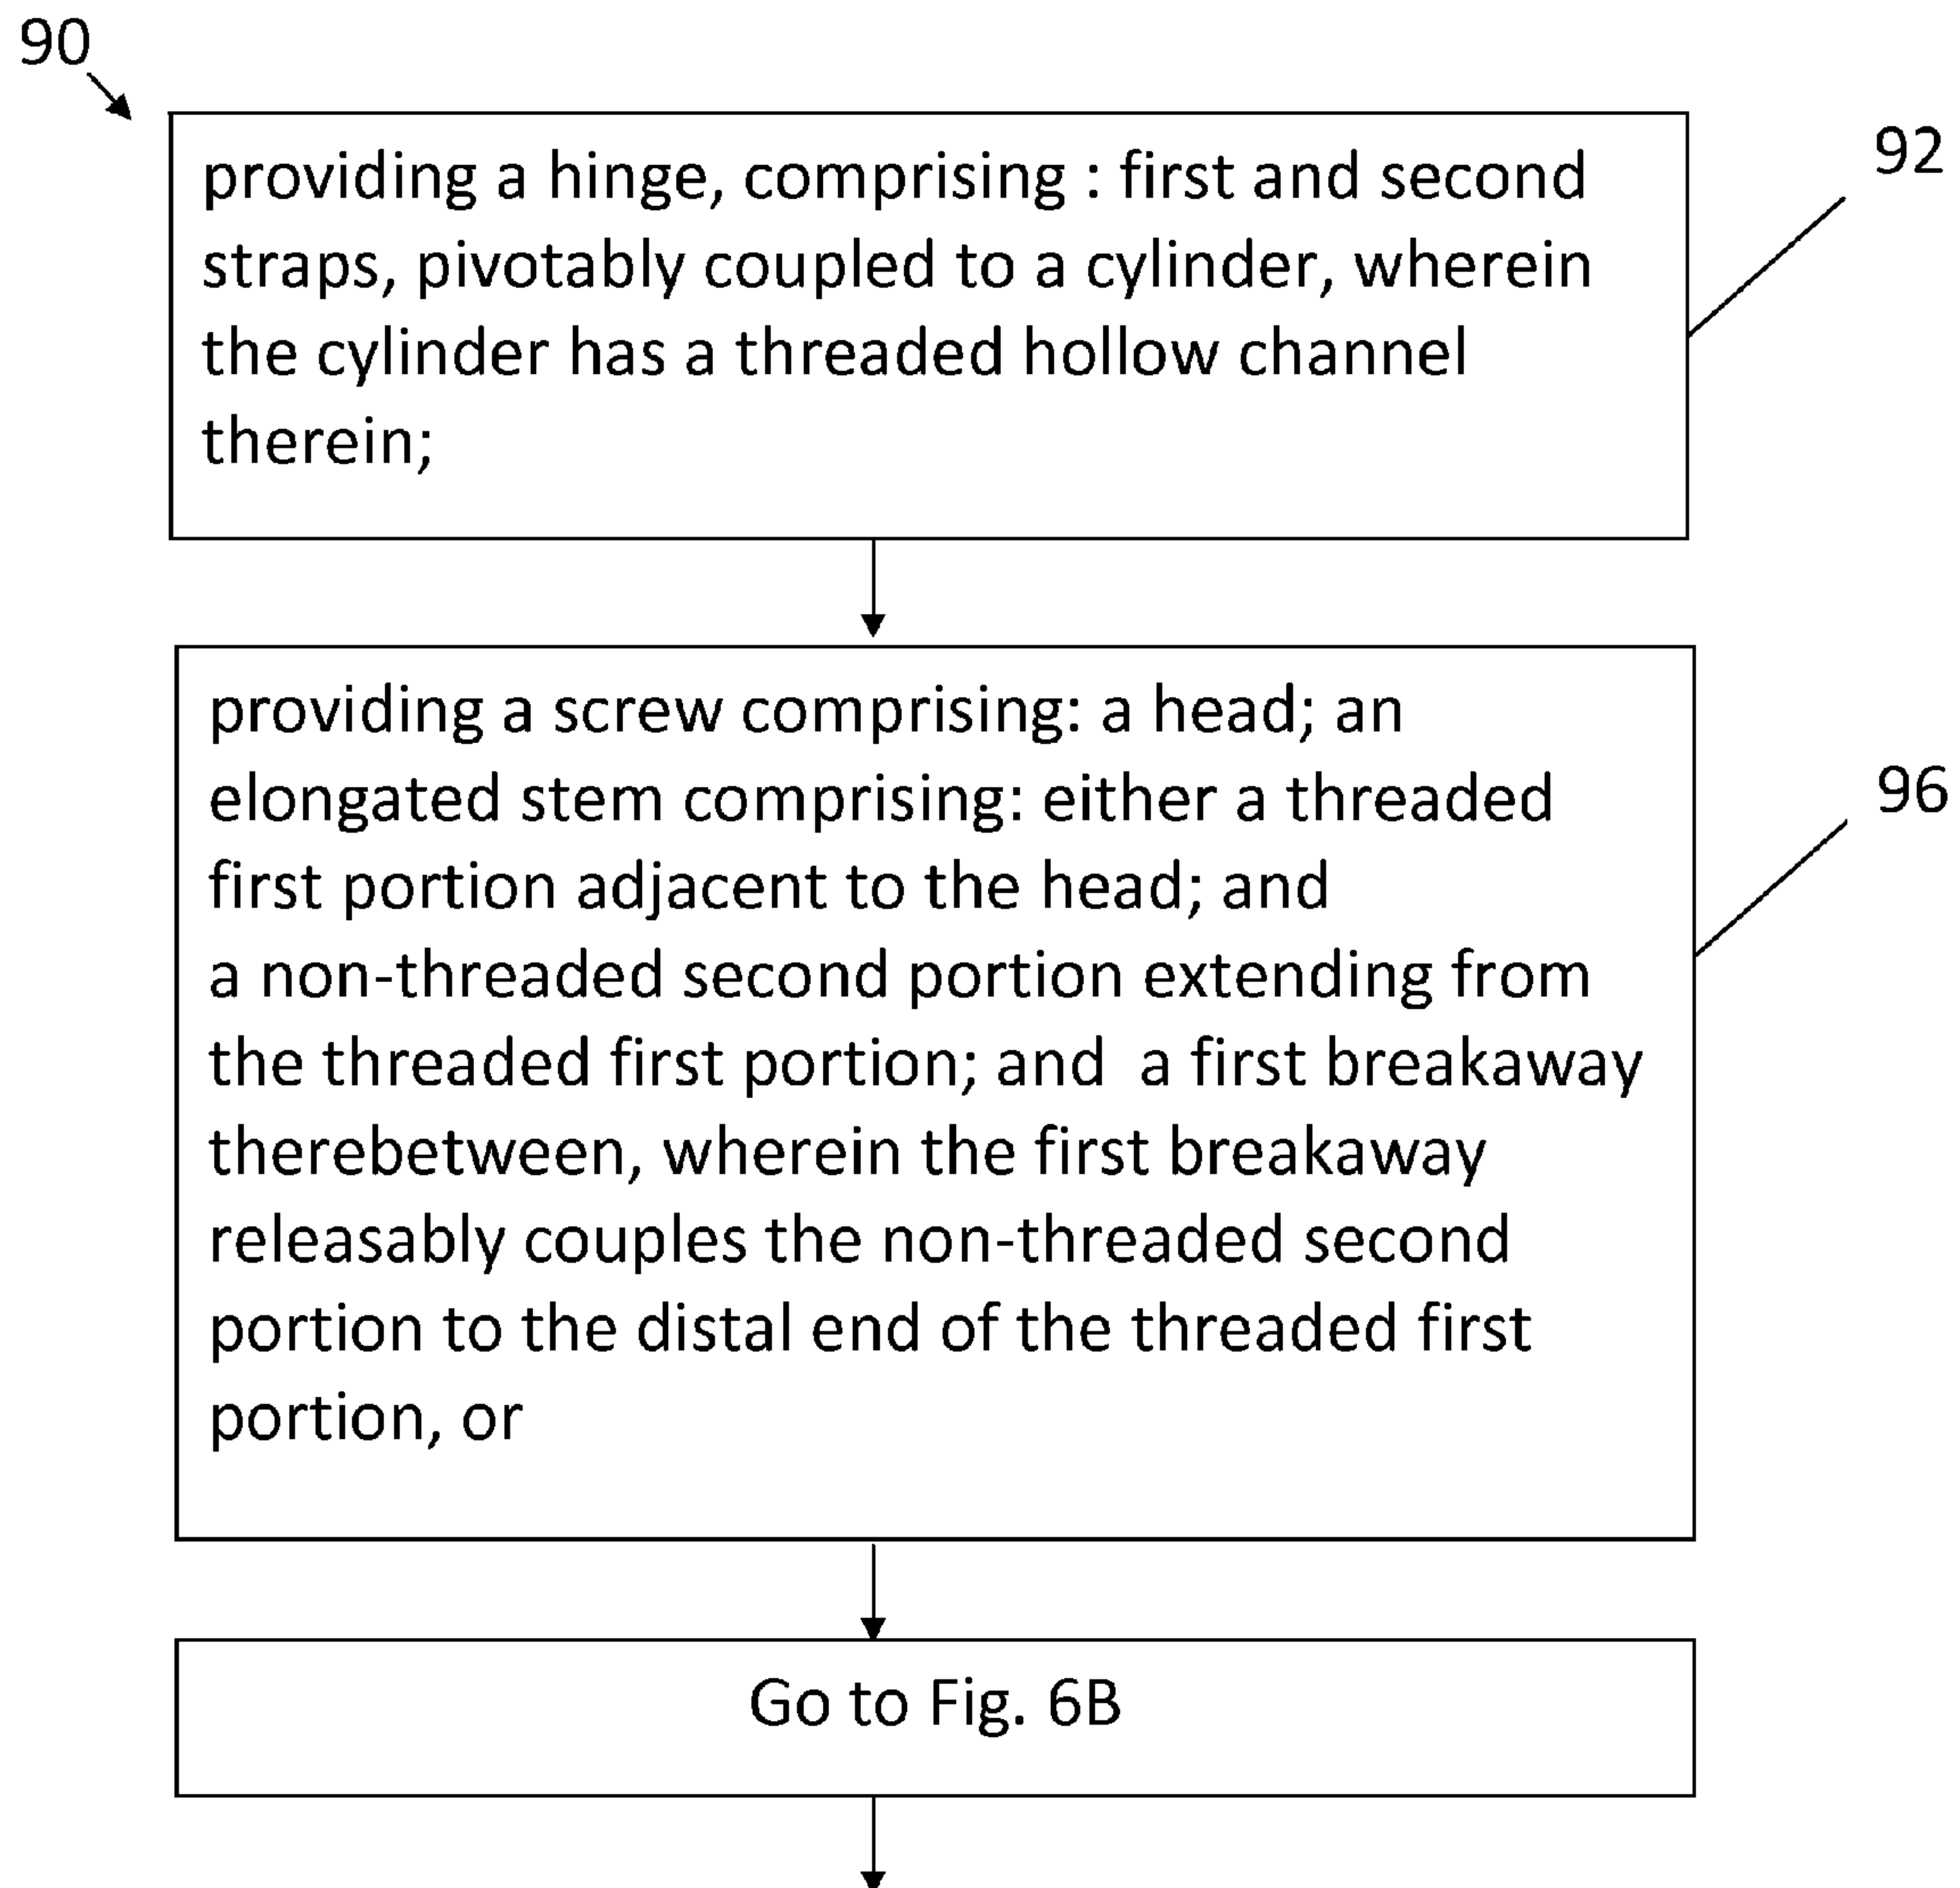 90
92
providing a hinge, comprising : first and second
straps, pivotably coupled to a cylinder, wherein
the cylinder has a threaded hollow channel
therein;
96
providing a screw comprising: a head; an
elongated stem comprising: either a threaded
first portion adjacent to the head; and
a non-threaded second portion extending from
the threaded first portion; and  a first breakaway
therebetween, wherein the first breakaway
releasably couples the non-threaded second
portion to the distal end of the threaded first
portion, or
Go to Fig. 6B